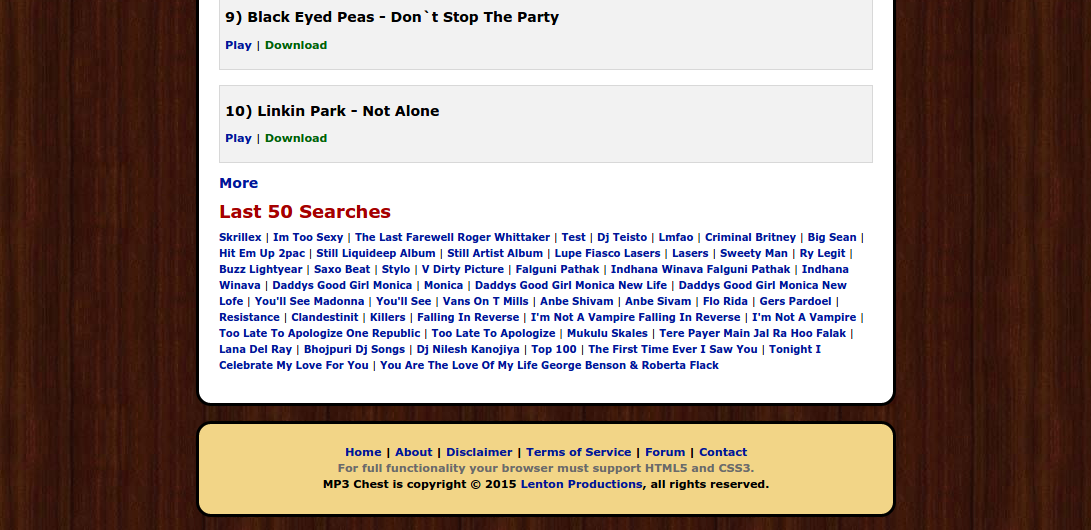 9) Black Eyed Peas - Don`t Stop The Party
Play | Download
10) Linkin Park - Not Alone
Play | Download
More
Last 50 Searches
Skrillex | Im Too Sexy | The Last Farewell Roger Whittaker | Test | Dj Teisto | Lmfao | Criminal Britney | Big Sean |
Hit Em Up 2pac | Still Liquideep Album | Still Artist Album | Lupe Fiasco Lasers | Lasers | Sweety Man | Ry Legit |
Buzz Lightyear | Saxo Beat | Stylo | V Dirty Picture | Falguni Pathak | Indhana Winava Falguni Pathak | Indhana
Winava | Daddys Good Girl Monica | Monica | Daddys Good Girl Monica New Life | Daddys Good Girl Monica New
Lofe | You'll See Madonna | You'll See | Vans On T Mills | Anbe Shivam | Anbe Sivam | Flo Rida | Gers Pardoel |
Resistance | Clandestinit | Killers | Falling In Reverse | I'm Not A Vampire Falling In Reverse | I'm Not A Vampire |
Too Late To Apologize One Republic | Too Late To Apologize | Mukulu Skales | Tere Payer Main Jal Ra Hoo Falak |
Lana Del Ray | Bhojpuri Dj Songs | Dj Nilesh Kanojiya | Top 100 | The First Time Ever I Saw You | Tonight I
Celebrate My Love For You | You Are The Love Of My Life George Benson & Roberta Flack
Home | About | Disclaimer | Terms of Service | Forum | Contact
For full functionality your browser must support HTML5 and CSS3.
MP3 Chest is copyright © 2015 Lenton Productions, all rights reserved.